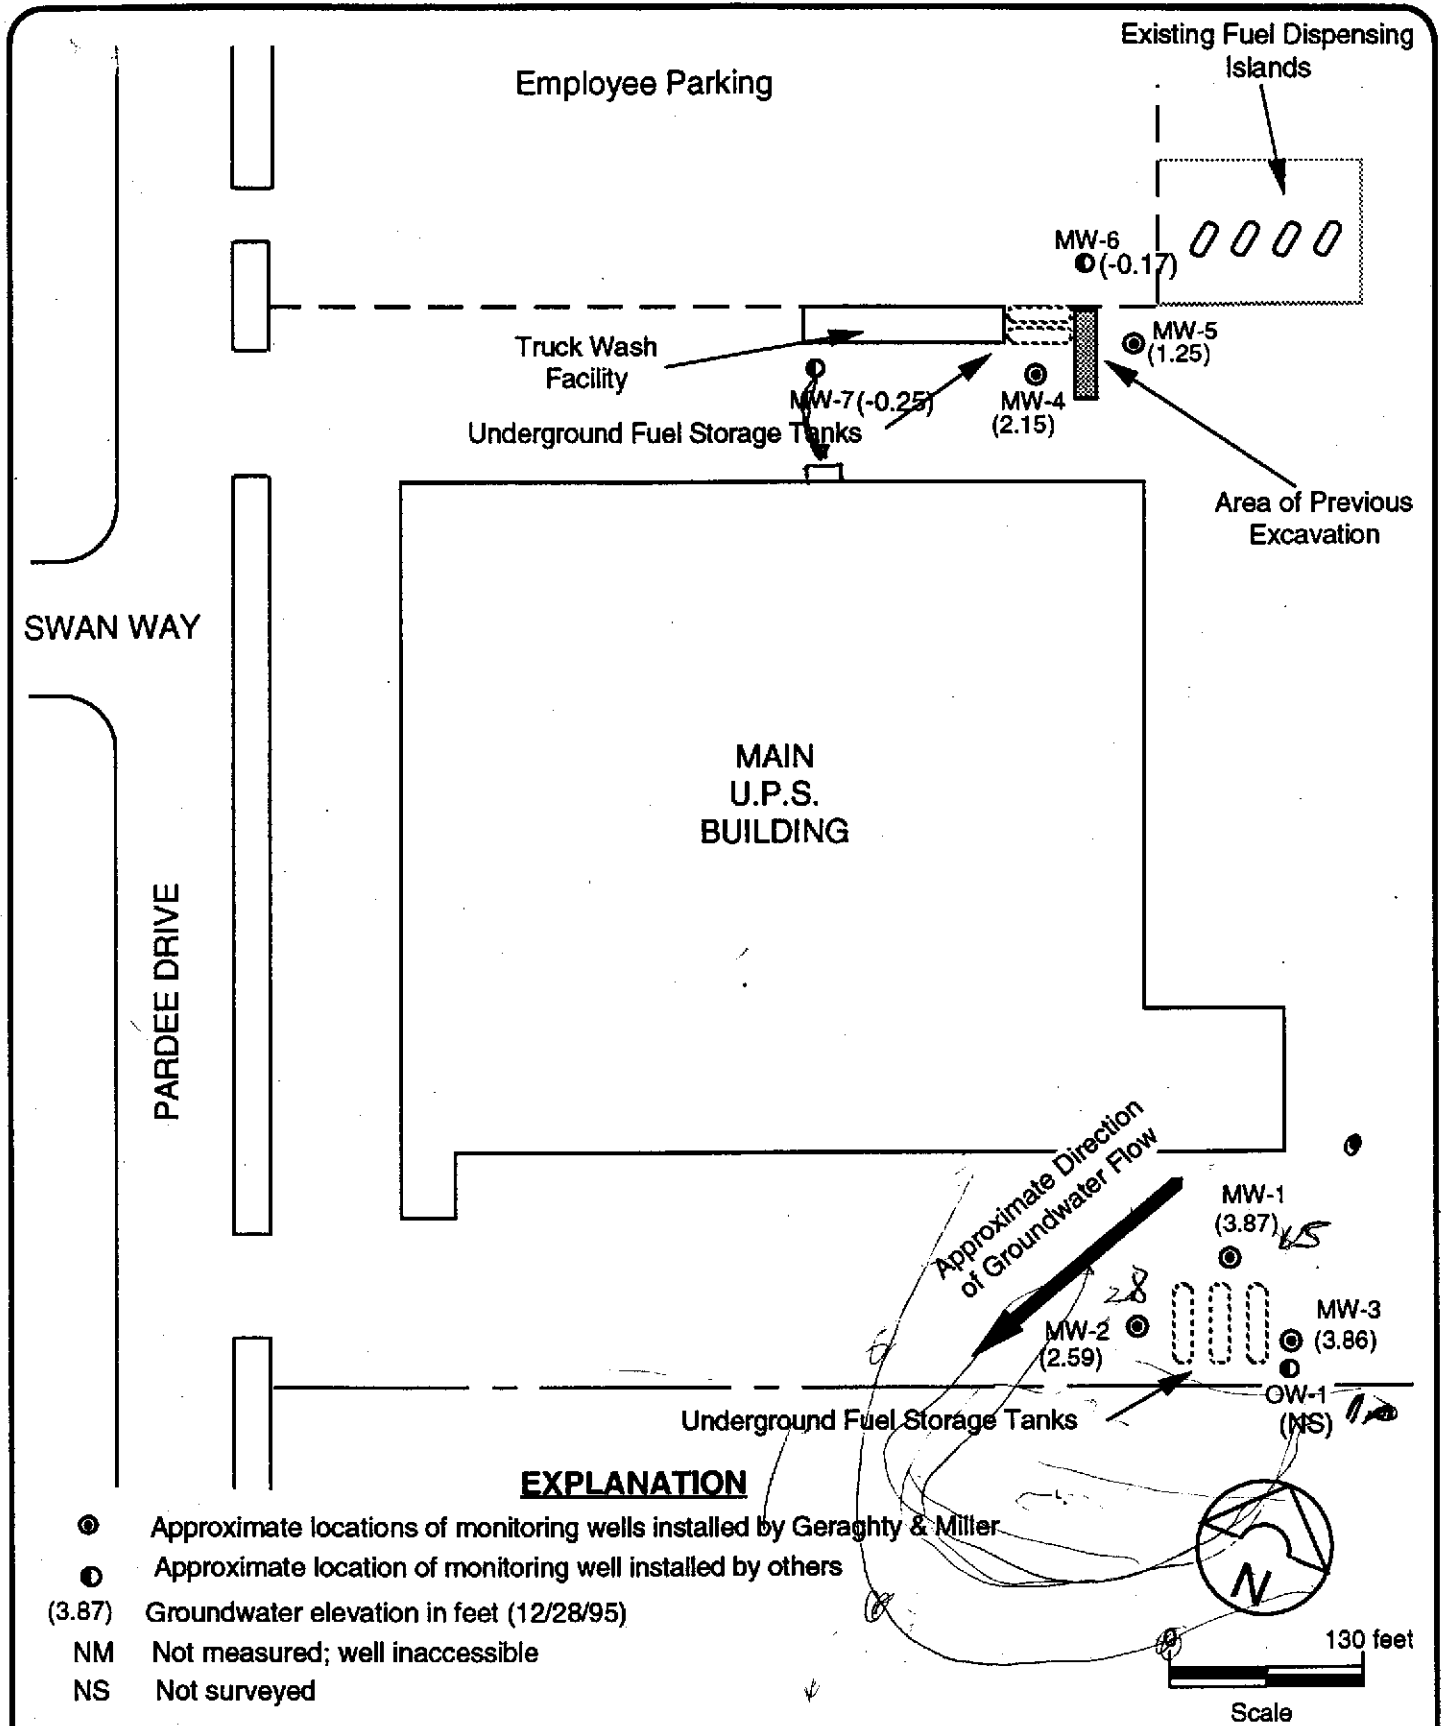 Existing Fuel Dispensing
Islands
Employee Parking
MW-6
(-0.17)
MW-5
(1.25)
Truck Wash
Facility
MW-7 (-0.25)
MW-4
(2.15)
Underground Fuel Storage Tanks
Area of Previous
Excavation
SWAN WAY
MAIN
U.P.S.
BUILDING
PARDEE DRIVE
Approximate Direction
of Groundwater Flow
MW-1
(3.87)
28
MW-2
(2.59)
MW-3
(3.86)
OW-1
(NS)
Underground Fuel Storage Tanks
EXPLANATION
Approximate locations of monitoring wells installed by Geraghty & Miller
Approximate location of monitoring well installed by others
(3.87) Groundwater elevation in feet (12/28/95)
NM Not measured; well inaccessible
NS Not surveyed
N
0 130 feet
Scale